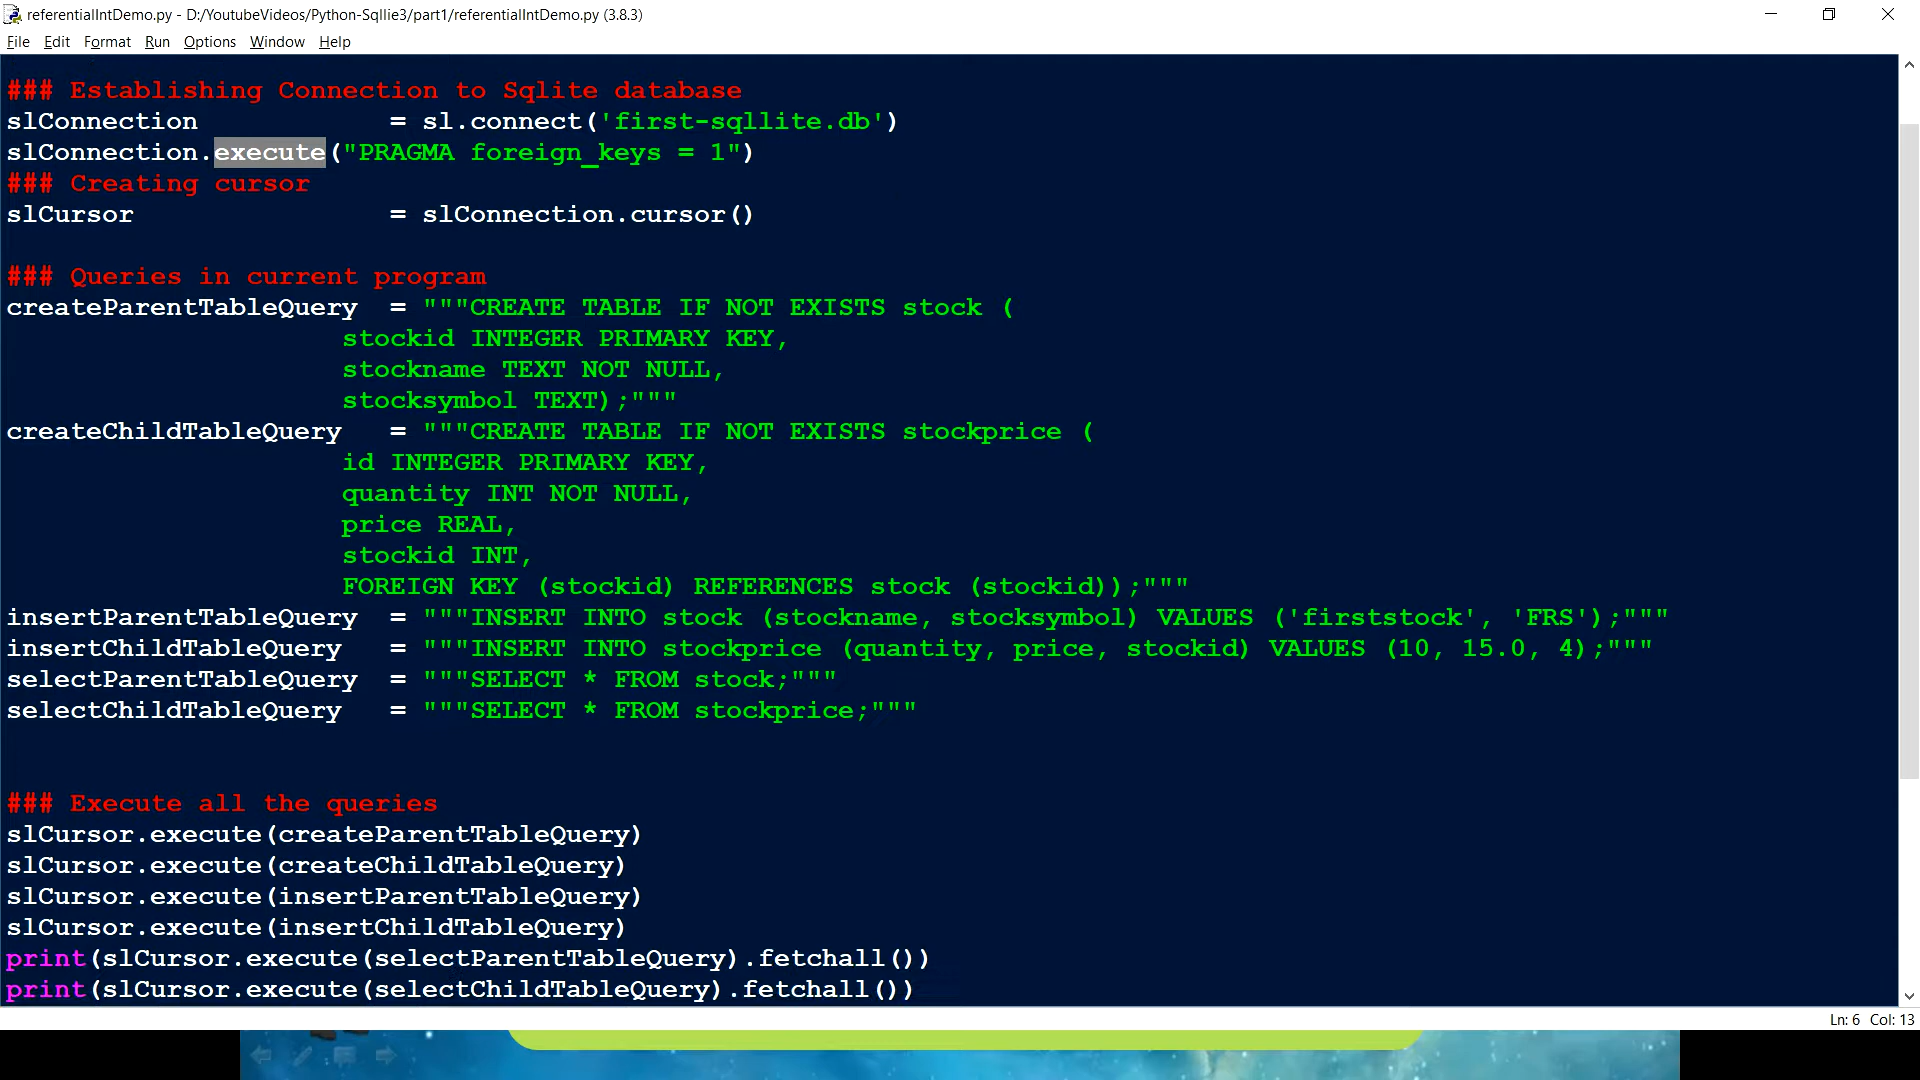 referentialIntDemo.py - D:/YoutubeVideos/Python-Sqllie3/part1/referentialIntDemo.py (3.8.3)
File Edit Format Run Options Window Help
### Establishing Connection to Sqlite database
slConnection            = sl.connect('first-sqllite.db')
slConnection.execute("PRAGMA foreign_keys = 1")
### Creating cursor
slCursor                = slConnection.cursor()
### Queries in current program
createParentTableQuery  = """CREATE TABLE IF NOT EXISTS stock (
stockid INTEGER PRIMARY KEY,
stockname TEXT NOT NULL,
stocksymbol TEXT);"""
createChildTableQuery   = """CREATE TABLE IF NOT EXISTS stockprice (
id INTEGER PRIMARY KEY,
quantity INT NOT NULL,
price REAL,
stockid INT,
FOREIGN KEY (stockid) REFERENCES stock (stockid));"""
insertParentTableQuery  = """INSERT INTO stock (stockname, stocksymbol) VALUES ('firststock', 'FRS');"""
insertChildTableQuery   = """INSERT INTO stockprice (quantity, price, stockid) VALUES (10, 15.0, 4);"""
selectParentTableQuery  = """SELECT * FROM stock;"""
selectChildTableQuery   = """SELECT * FROM stockprice;"""
### Execute all the queries
slCursor.execute(createParentTableQuery)
slCursor.execute(createChildTableQuery)
slCursor.execute(insertParentTableQuery)
slCursor.execute(insertChildTableQuery)
print(slCursor.execute(selectParentTableQuery).fetchall())
print(slCursor.execute(selectChildTableQuery).fetchall())
Ln: 6 Col: 13